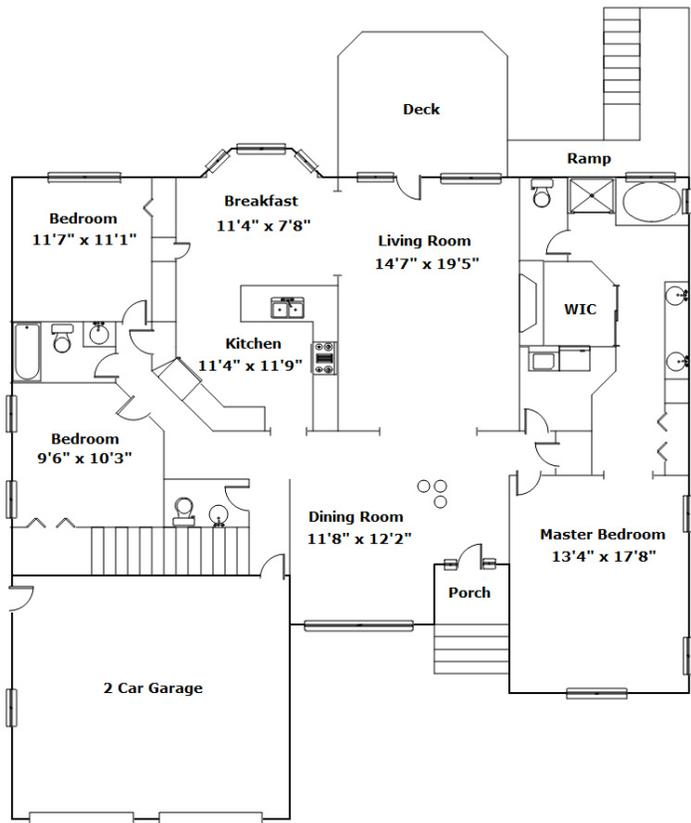 Deck
Ramp
Bedroom
11'7" x 11'1"
Breakfast
11'4" x 7'8"
Living Room
14'7" x 19'5"
WIC
Kitchen
11'4" x 11'9"
Bedroom
9'6" x 10'3"
Dining Room
11'8" x 12'2"
Master Bedroom
13'4" x 17'8"
Porch
2 Car Garage